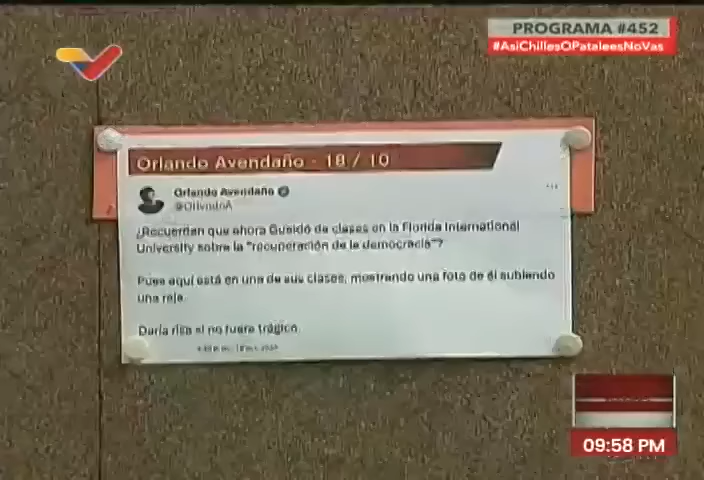 PROGRAMA #452
#AsiChillesOPataleesNoVas
Orlando Avendaño - 18 / 10
Orlando Avendaño
@OrlvndoA
¿Recuerdan que ahora Guaidó da clases en la Florida International
University sobre la "recuperación de la democracia"?
Pues aquí está en una de sus clases, mostrando una foto de él subiendo
una reja.
Daría risa si no fuera trágico.
09:58 PM